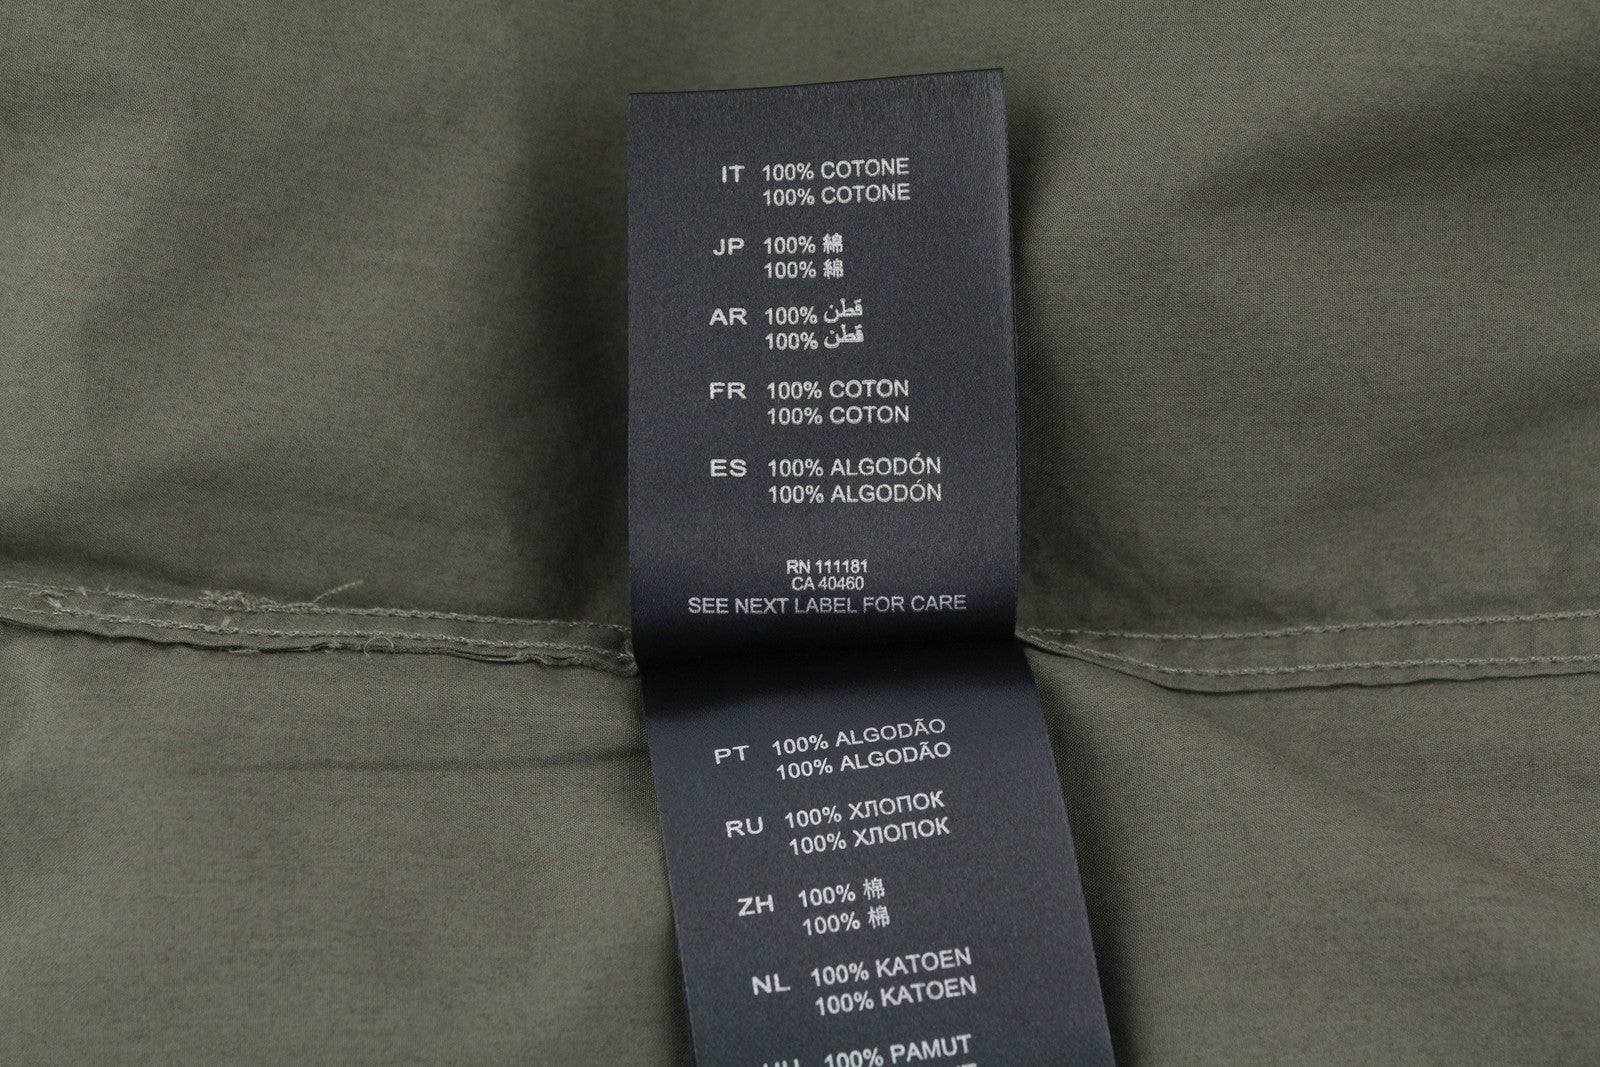 IT 100% COTONE
100% COTONE
JP 100% 綿
100% 綿
AR 100% قطن
100% قطن
FR 100% COTON
100% COTON
ES 100% ALGODÓN
100% ALGODÓN
RN 111181
CA 40460
SEE NEXT LABEL FOR CARE
PT 100% ALGODÃO
100% ALGODÃO
RU 100% ХЛОПОК
100% ХЛОПОК
ZH 100% 棉
100% 棉
NL 100% KATOEN
100% KATOEN
HU 100% PAMUT